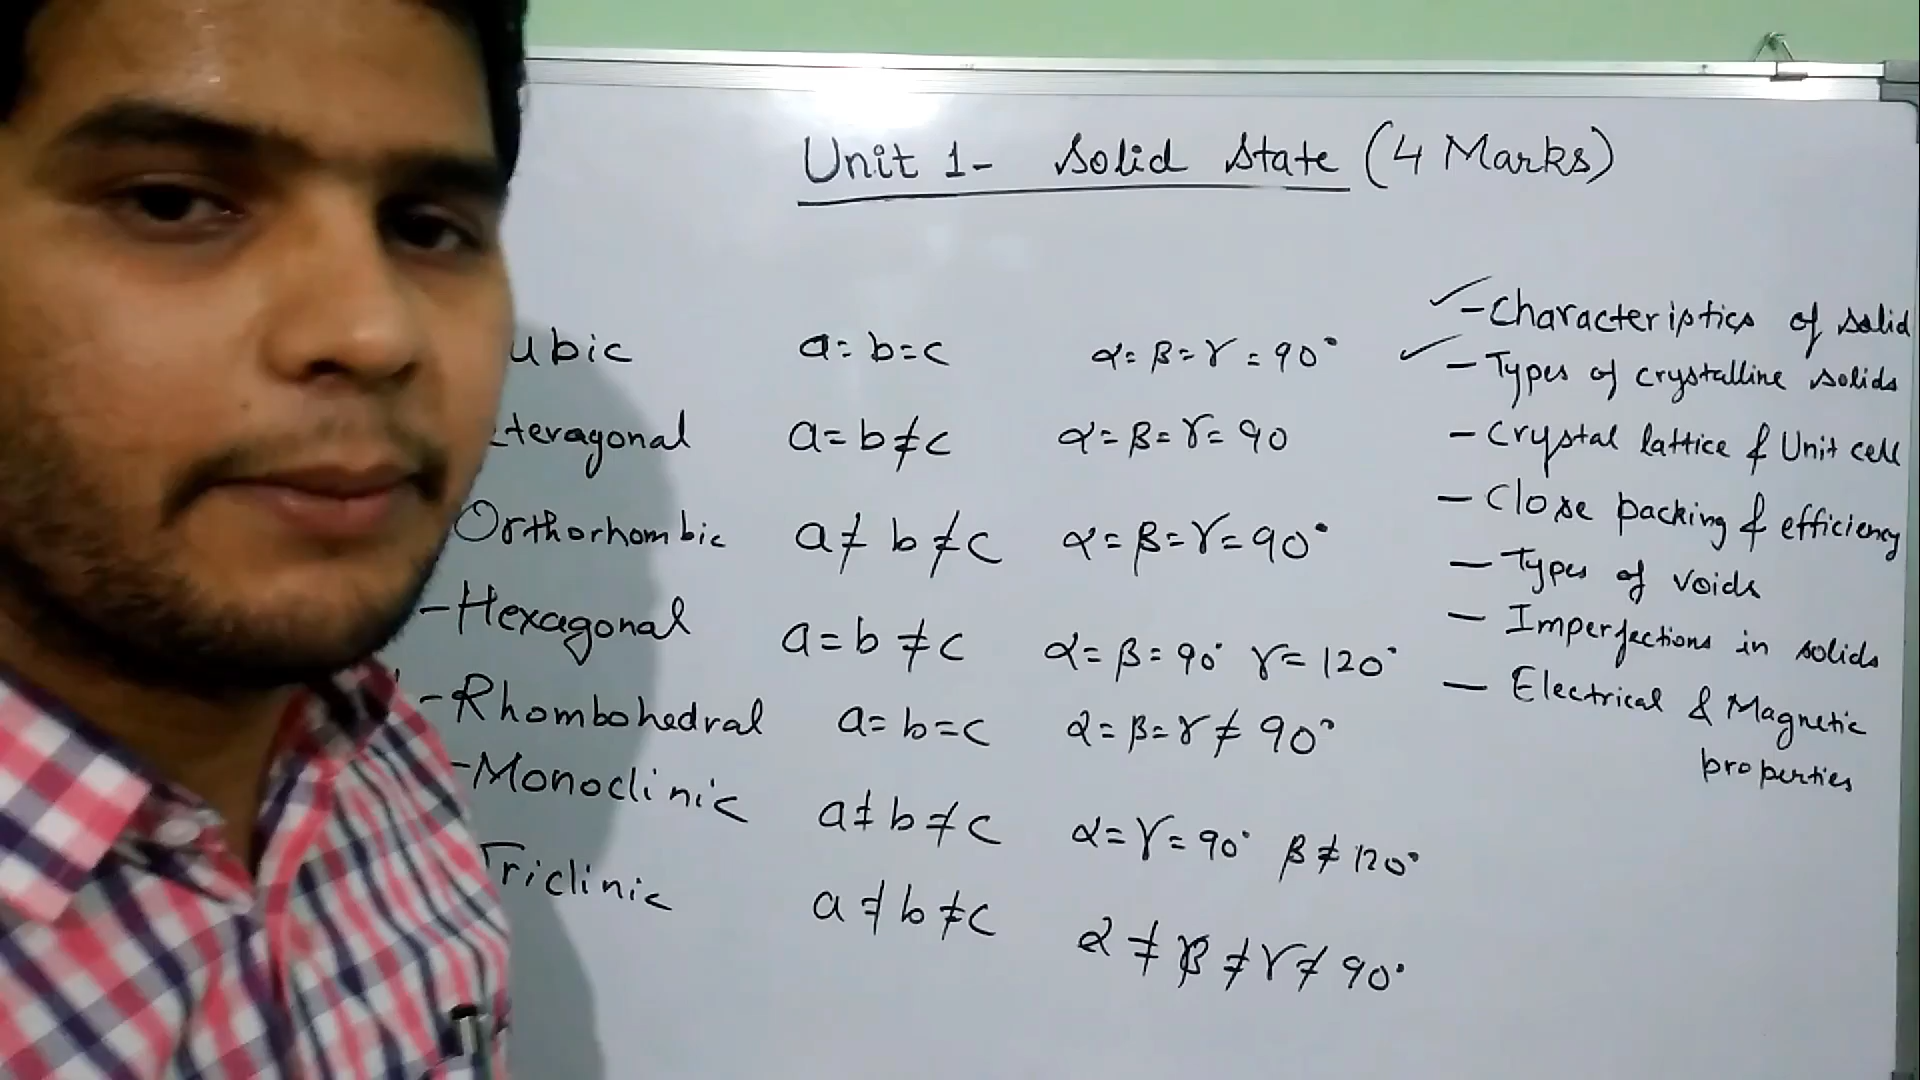 Unit 1- Solid State (4 Marks)
ubic a=b=c α=β=γ=90°
teragonal a=b≠c α=β=γ=90
Orthorhombic a≠b≠c α=β=γ=90°
-Hexagonal a=b≠c α=β=90° γ=120°
-Rhombohedral a=b=c α=β=γ≠90°
-Monoclinic a≠b≠c α=γ=90° β≠120°
Triclinic a≠b≠c α≠β≠γ≠90°
✓-Characteristics of solid
✓-Types of crystalline solids
-Crystal lattice & Unit cell
-Close packing & efficiency
-Types of voids
-Imperfections in solids
-Electrical & Magnetic
properties